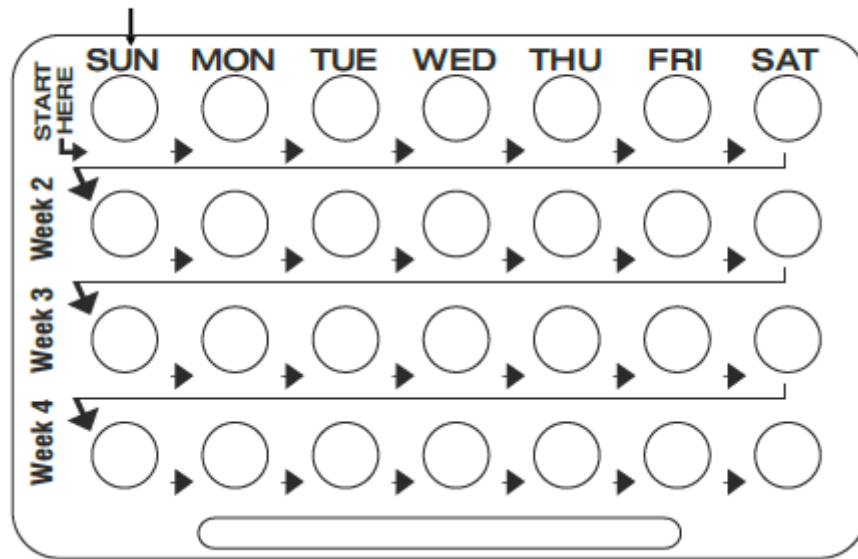 SUN MON TUE WED THU FRI SAT
START
HERE
Week 2
Week 3
Week 4